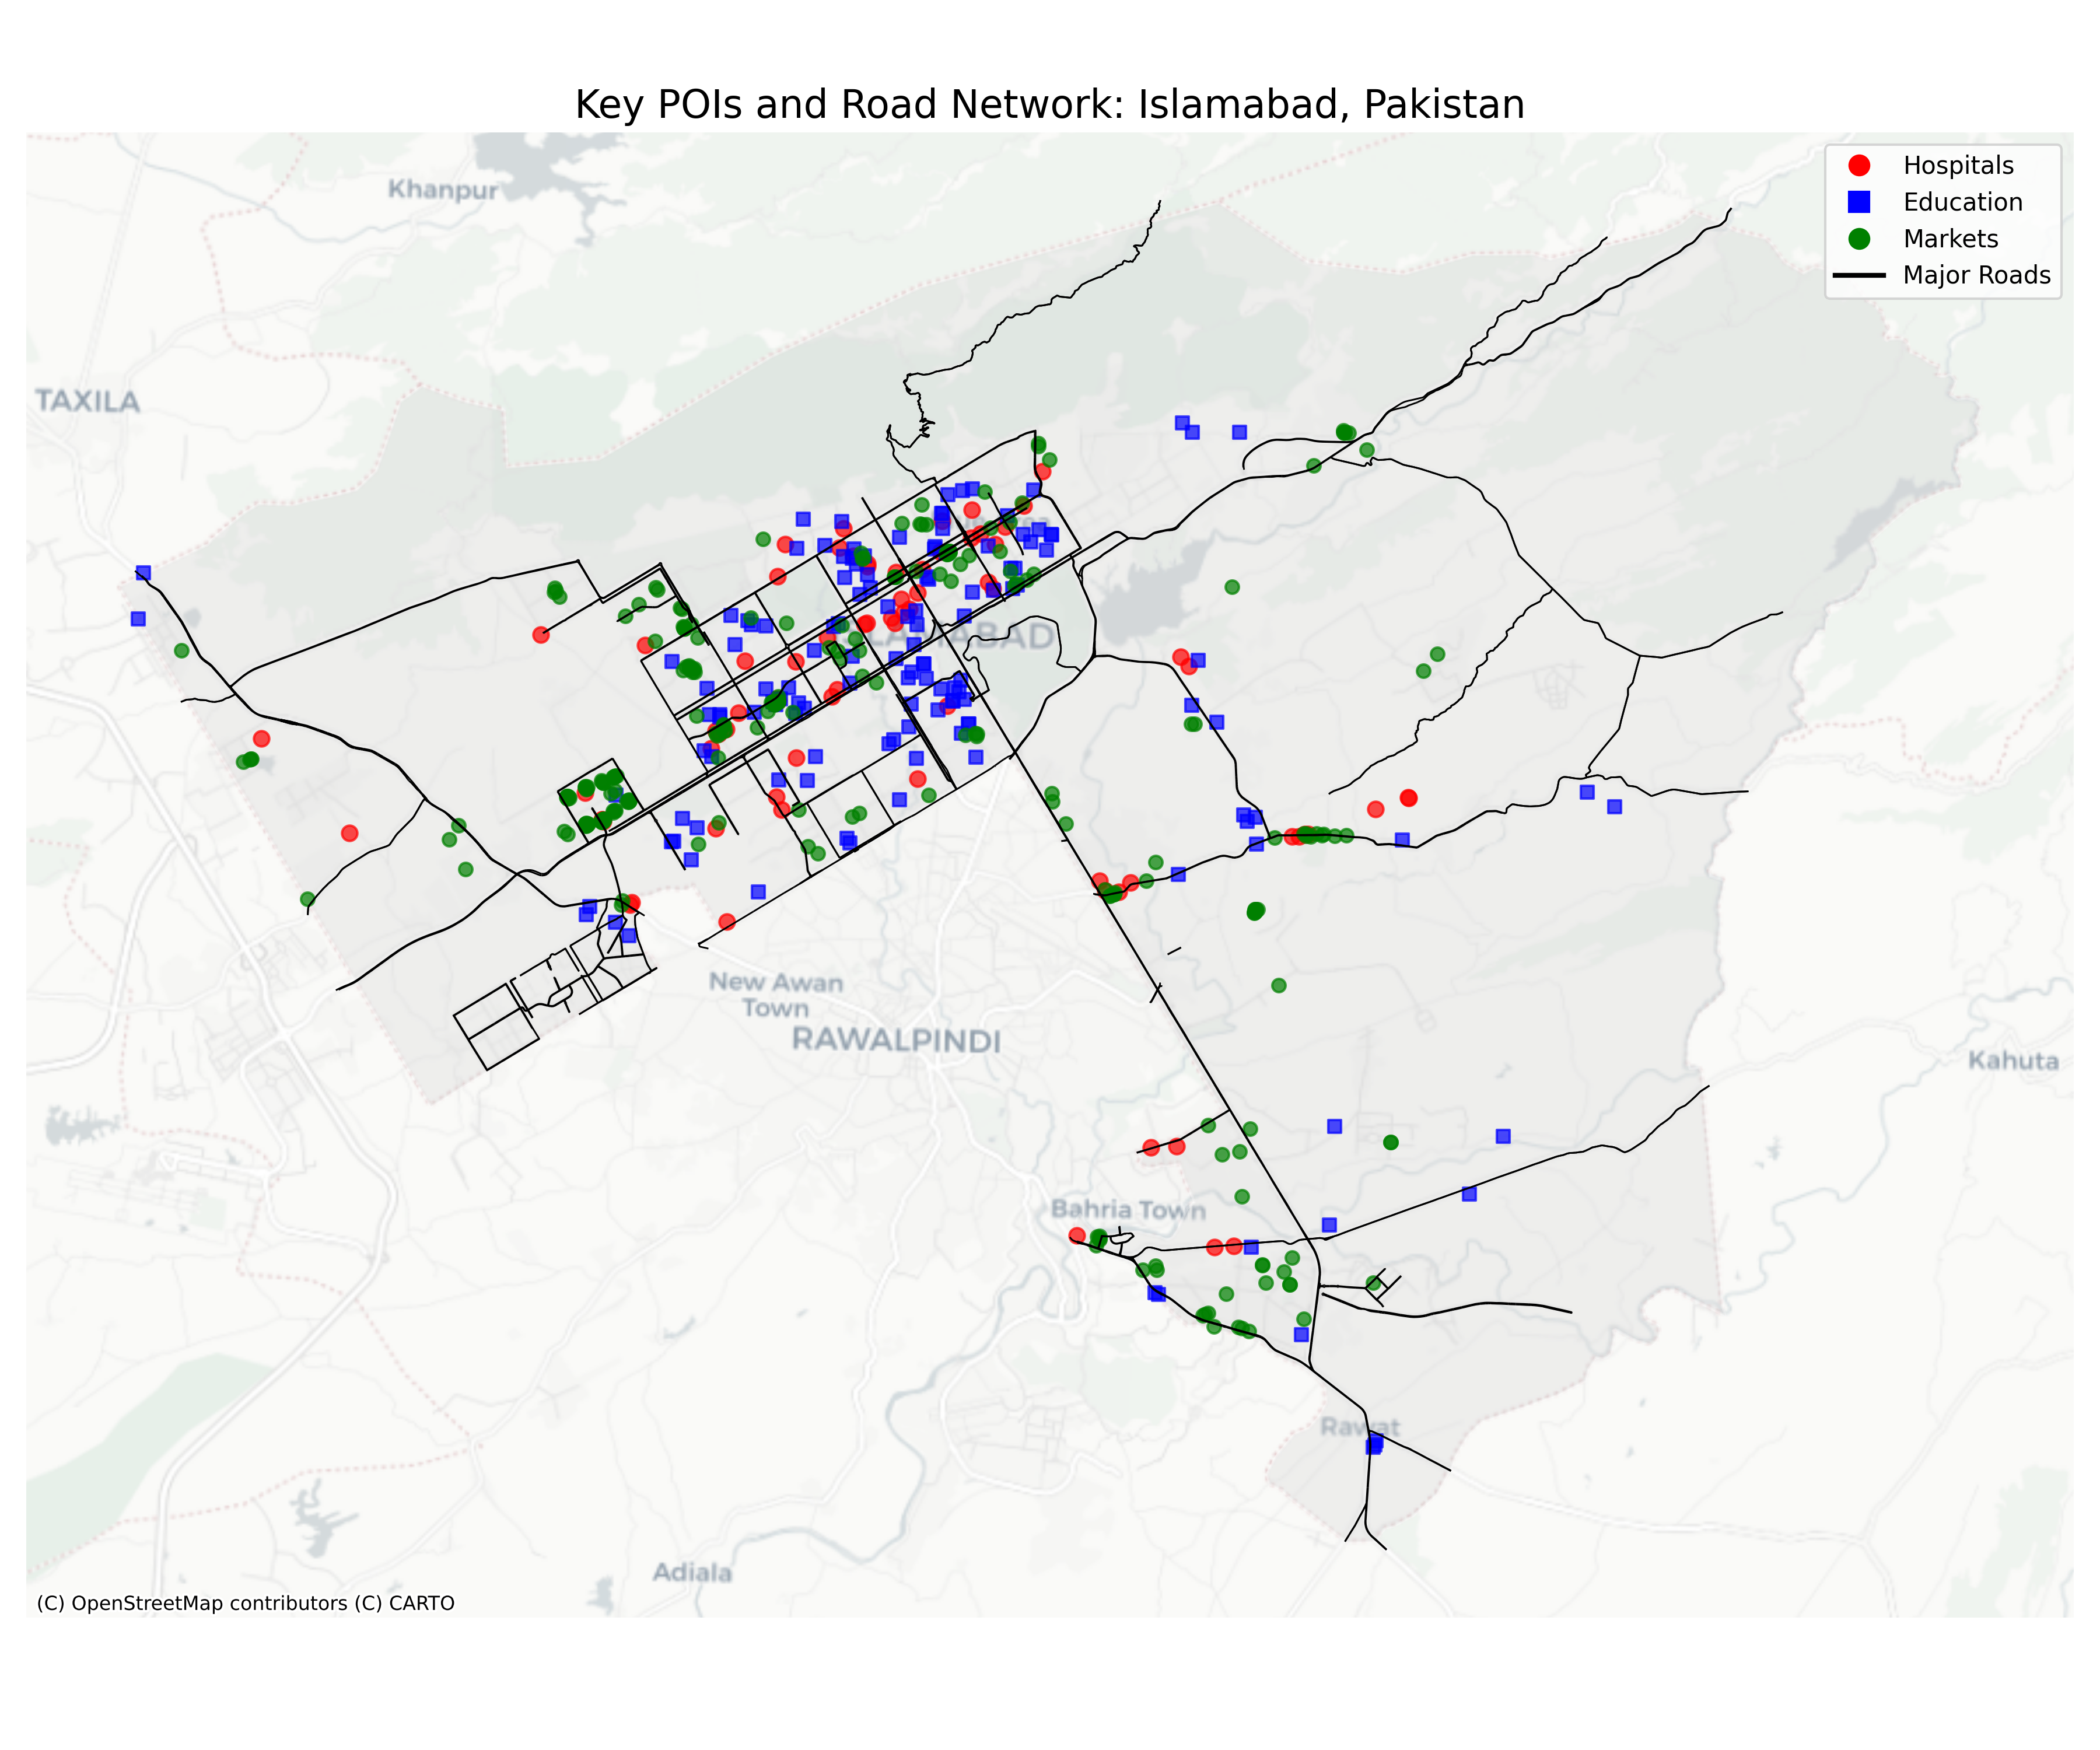 Key POIs and Road Network: Islamabad, Pakistan
Hospitals
Education
Markets
Major Roads
Khanpur
TAXILA
ISLAMABAD
New Awan
Town
RAWALPINDI
Kahuta
Bahria Town
Rawat
Adiala
(C) OpenStreetMap contributors (C) CARTO